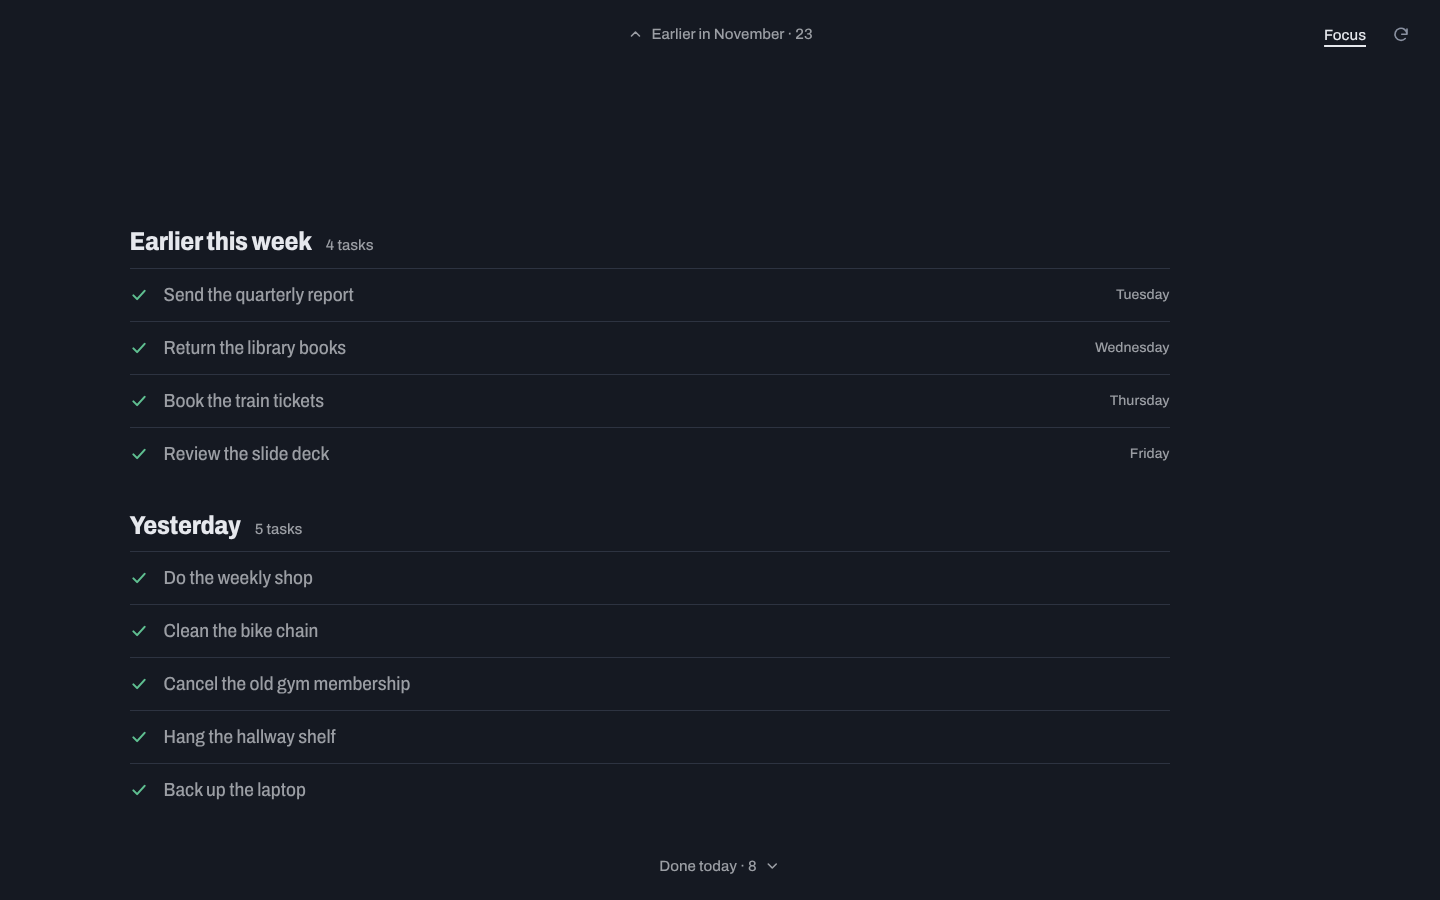 Earlier in November · 23
Focus
Earlier this week 4 tasks
Send the quarterly report Tuesday
Return the library books Wednesday
Book the train tickets Thursday
Review the slide deck Friday
Yesterday 5 tasks
Do the weekly shop
Clean the bike chain
Cancel the old gym membership
Hang the hallway shelf
Back up the laptop
Done today · 8